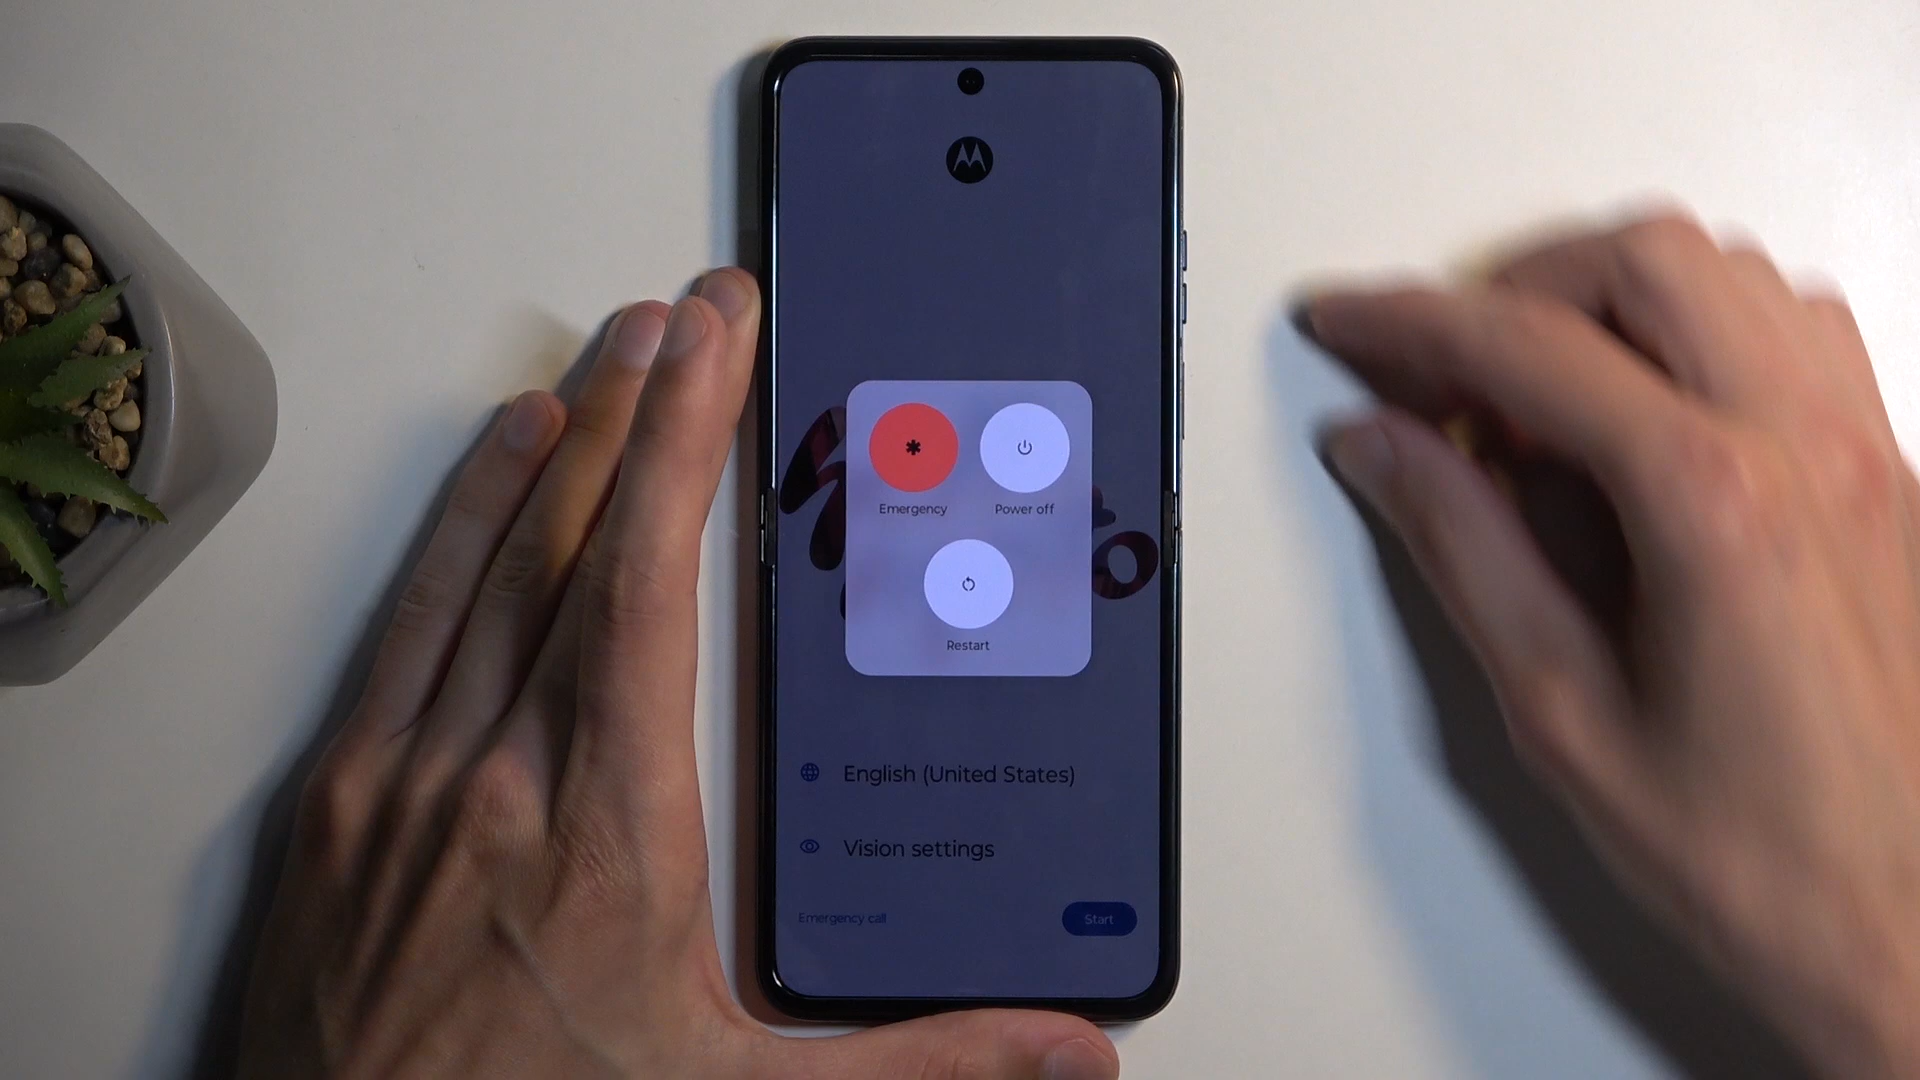 Emergency
Power off
Restart
English (United States)
Vision settings
Emergency call
Start